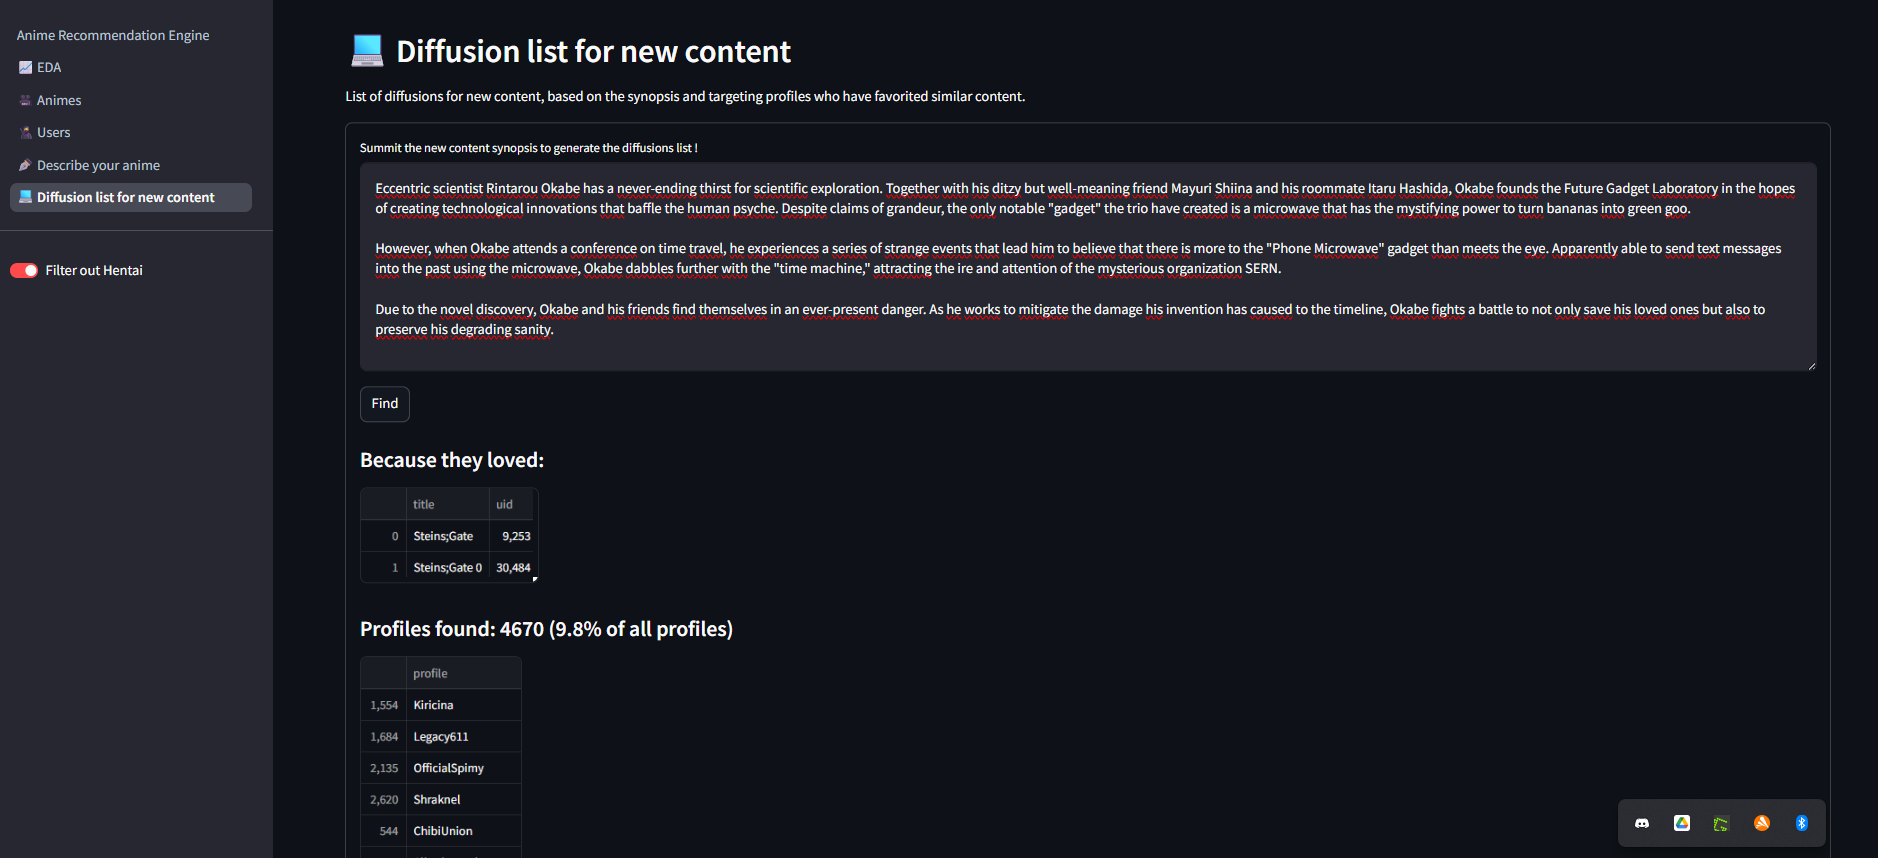 Anime Recommendation Engine
EDA
Animes
Users
Describe your anime
Diffusion list for new content
Filter out Hentai
Diffusion list for new content
List of diffusions for new content, based on the synopsis and targeting profiles who have favorited similar content.
Summit the new content synopsis to generate the diffusions list !
Eccentric scientist Rintarou Okabe has a never-ending thirst for scientific exploration. Together with his ditzy but well-meaning friend Mayuri Shiina and his roommate Itaru Hashida, Okabe founds the Future Gadget Laboratory in the hopes
of creating technological innovations that baffle the human psyche. Despite claims of grandeur, the only notable "gadget" the trio have created is a microwave that has the mystifying power to turn bananas into green goo.
However, when Okabe attends a conference on time travel, he experiences a series of strange events that lead him to believe that there is more to the "Phone Microwave" gadget than meets the eye. Apparently able to send text messages
into the past using the microwave, Okabe dabbles further with the "time machine," attracting the ire and attention of the mysterious organization SERN.
Due to the novel discovery, Okabe and his friends find themselves in an ever-present danger. As he works to mitigate the damage his invention has caused to the timeline, Okabe fights a battle to not only save his loved ones but also to
preserve his degrading sanity.
Find
Because they loved:
title uid
0 Steins;Gate 9,253
1 Steins;Gate 0 30,484
Profiles found: 4670 (9.8% of all profiles)
profile
1,554 Kiricina
1,684 Legacy611
2,135 OfficialSpimy
2,620 Shraknel
544 ChibiUnion